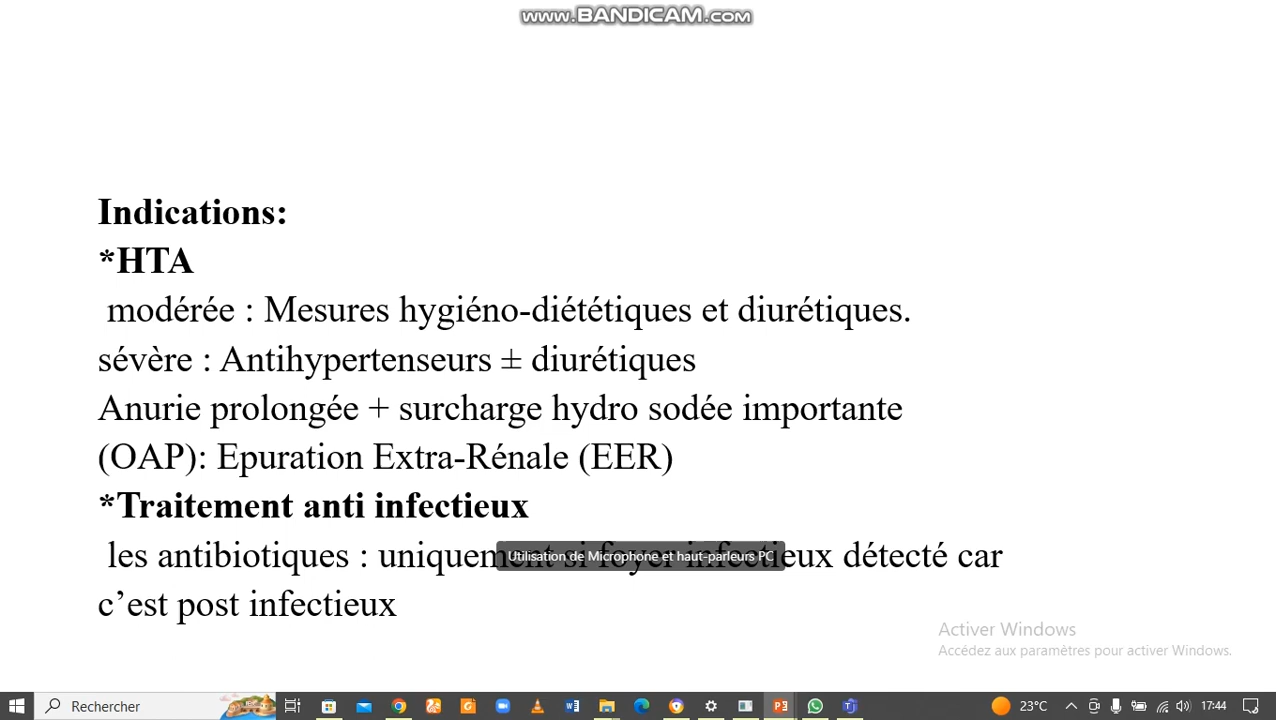 www.BANDICAM.com
Indications:
*HTA
modérée : Mesures hygiéno-diététiques et diurétiques.
sévère : Antihypertenseurs ± diurétiques
Anurie prolongée + surcharge hydro sodée importante
(OAP): Epuration Extra-Rénale (EER)
*Traitement anti infectieux
les antibiotiques : uniquement si foyer infectieux détecté car
Utilisation de Microphone et haut-parleurs PC
c’est post infectieux
Activer Windows
Accédez aux paramètres pour activer Windows.
Rechercher
23°C
17:44